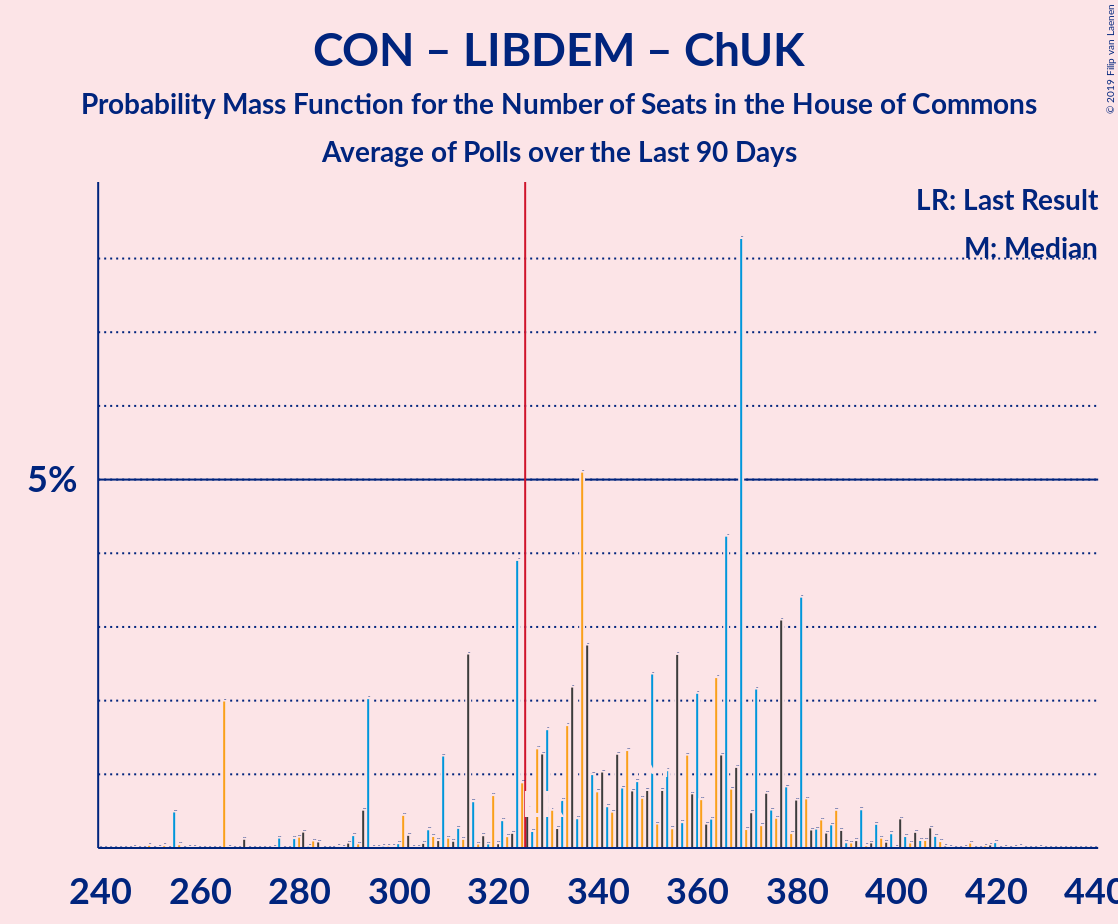 CON – LIBDEM – ChUK
Probability Mass Function for the Number of Seats in the House of Commons
Average of Polls over the Last 90 Days
© 2019 Filip van Laenen
LR: Last Result
M: Median
5%
240 260 280 300 320 340 360 380 400 420 440